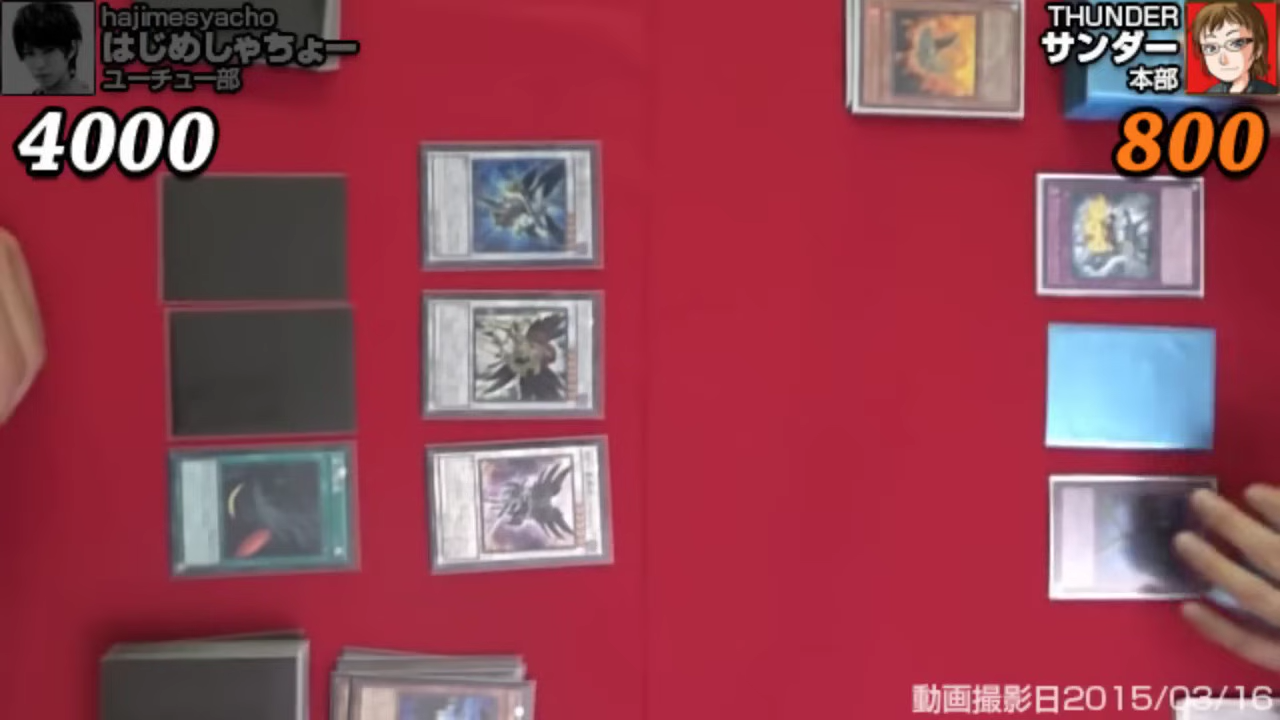 hajimesyacho
はじめしゃちょー
ユーチュー部
4000
THUNDER
サンダー
本部
800
動画撮影日2015/03/16